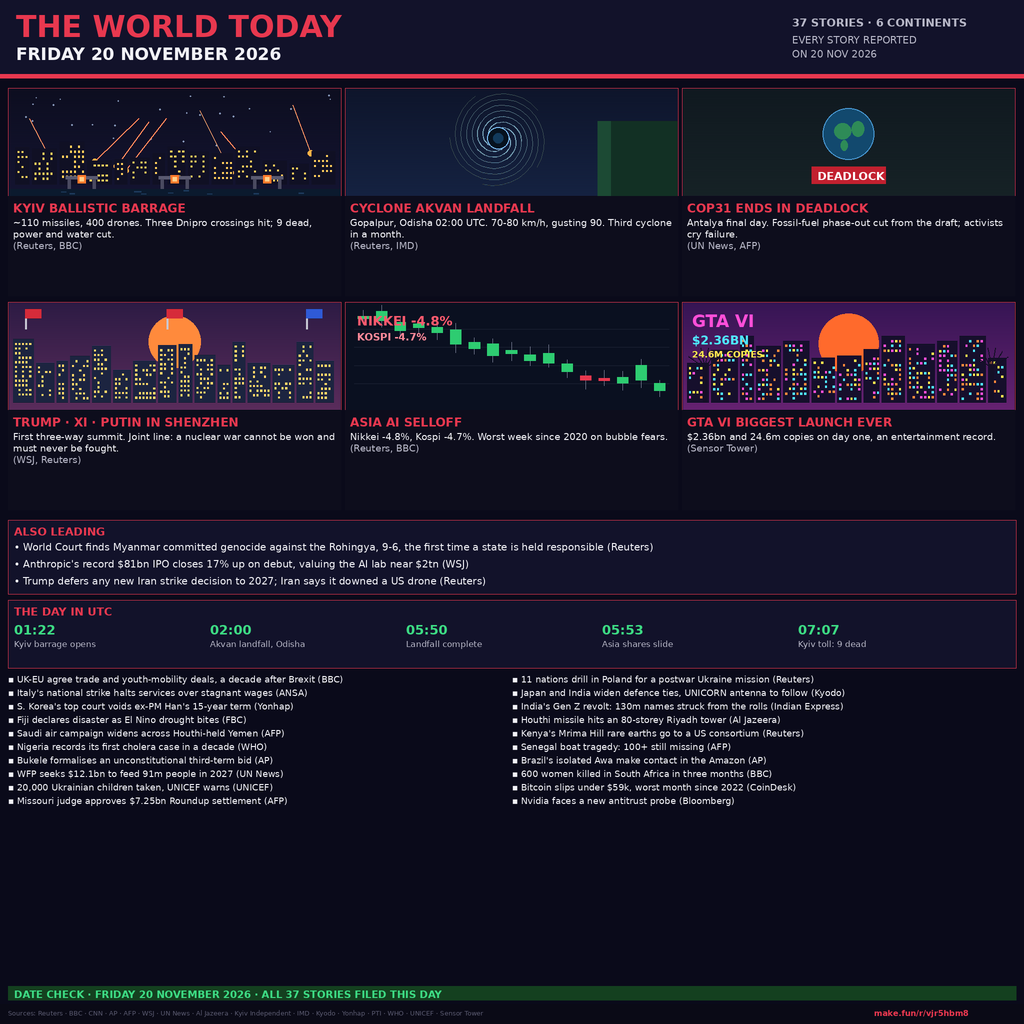 THE WORLD TODAY
FRIDAY 20 NOVEMBER 2026
37 STORIES · 6 CONTINENTS
EVERY STORY REPORTED
ON 20 NOV 2026
KYIV BALLISTIC BARRAGE
~110 missiles, 400 drones. Three Dnipro crossings hit; 9 dead,
power and water cut.
(Reuters, BBC)
CYCLONE AKVAN LANDFALL
Gopalpur, Odisha 02:00 UTC. 70-80 km/h, gusting 90. Third cyclone
in a month.
(Reuters, IMD)
DEADLOCK
COP31 ENDS IN DEADLOCK
Antalya final day. Fossil-fuel phase-out cut from the draft; activists
cry failure.
(UN News, AFP)
TRUMP · XI · PUTIN IN SHENZHEN
First three-way summit. Joint line: a nuclear war cannot be won and
must never be fought.
(WSJ, Reuters)
NIKKEI -4.8%
KOSPI -4.7%
ASIA AI SELLOFF
Nikkei -4.8%, Kospi -4.7%. Worst week since 2020 on bubble fears.
(Reuters, BBC)
GTA VI
$2.36BN
24.6M COPIES
GTA VI BIGGEST LAUNCH EVER
$2.36bn and 24.6m copies on day one, an entertainment record.
(Sensor Tower)
ALSO LEADING
• World Court finds Myanmar committed genocide against the Rohingya, 9-6, the first time a state is held responsible (Reuters)
• Anthropic's record $81bn IPO closes 17% up on debut, valuing the AI lab near $2tn (WSJ)
• Trump defers any new Iran strike decision to 2027; Iran says it downed a US drone (Reuters)
THE DAY IN UTC
01:22
Kyiv barrage opens
02:00
Akvan landfall, Odisha
05:50
Landfall complete
05:53
Asia shares slide
07:07
Kyiv toll: 9 dead
▪ UK-EU agree trade and youth-mobility deals, a decade after Brexit (BBC)
▪ Italy's national strike halts services over stagnant wages (ANSA)
▪ S. Korea's top court voids ex-PM Han's 15-year term (Yonhap)
▪ Fiji declares disaster as El Nino drought bites (FBC)
▪ Saudi air campaign widens across Houthi-held Yemen (AFP)
▪ Nigeria records its first cholera case in a decade (WHO)
▪ Bukele formalises an unconstitutional third-term bid (AP)
▪ WFP seeks $12.1bn to feed 91m people in 2027 (UN News)
▪ 20,000 Ukrainian children taken, UNICEF warns (UNICEF)
▪ Missouri judge approves $7.25bn Roundup settlement (AFP)
▪ 11 nations drill in Poland for a postwar Ukraine mission (Reuters)
▪ Japan and India widen defence ties, UNICORN antenna to follow (Kyodo)
▪ India's Gen Z revolt: 130m names struck from the rolls (Indian Express)
▪ Houthi missile hits an 80-storey Riyadh tower (Al Jazeera)
▪ Kenya's Mrima Hill rare earths go to a US consortium (Reuters)
▪ Senegal boat tragedy: 100+ still missing (AFP)
▪ Brazil's isolated Awa make contact in the Amazon (AP)
▪ 600 women killed in South Africa in three months (BBC)
▪ Bitcoin slips under $59k, worst month since 2022 (CoinDesk)
▪ Nvidia faces a new antitrust probe (Bloomberg)
DATE CHECK · FRIDAY 20 NOVEMBER 2026 · ALL 37 STORIES FILED THIS DAY
Sources: Reuters · BBC · CNN · AP · AFP · WSJ · UN News · Al Jazeera · Kyiv Independent · IMD · Kyodo · Yonhap · PTI · WHO · UNICEF · Sensor Tower
make.fun/r/vjr5hbm8